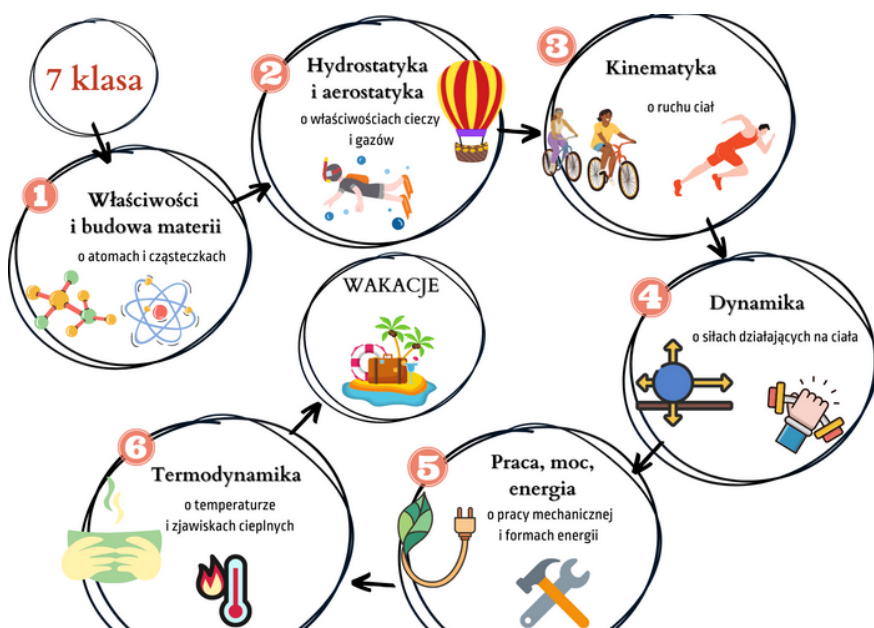 7 klasa
1
Właściwości
i budowa materii
o atomach i cząsteczkach
2
Hydrostatyka
i aerostatyka
o właściwościach cieczy
i gazów
3
Kinematyka
o ruchu ciał
4
Dynamika
o siłach działających na ciała
5
Praca, moc,
energia
o pracy mechanicznej
i formach energii
6
Termodynamika
o temperaturze
i zjawiskach cieplnych
WAKACJE